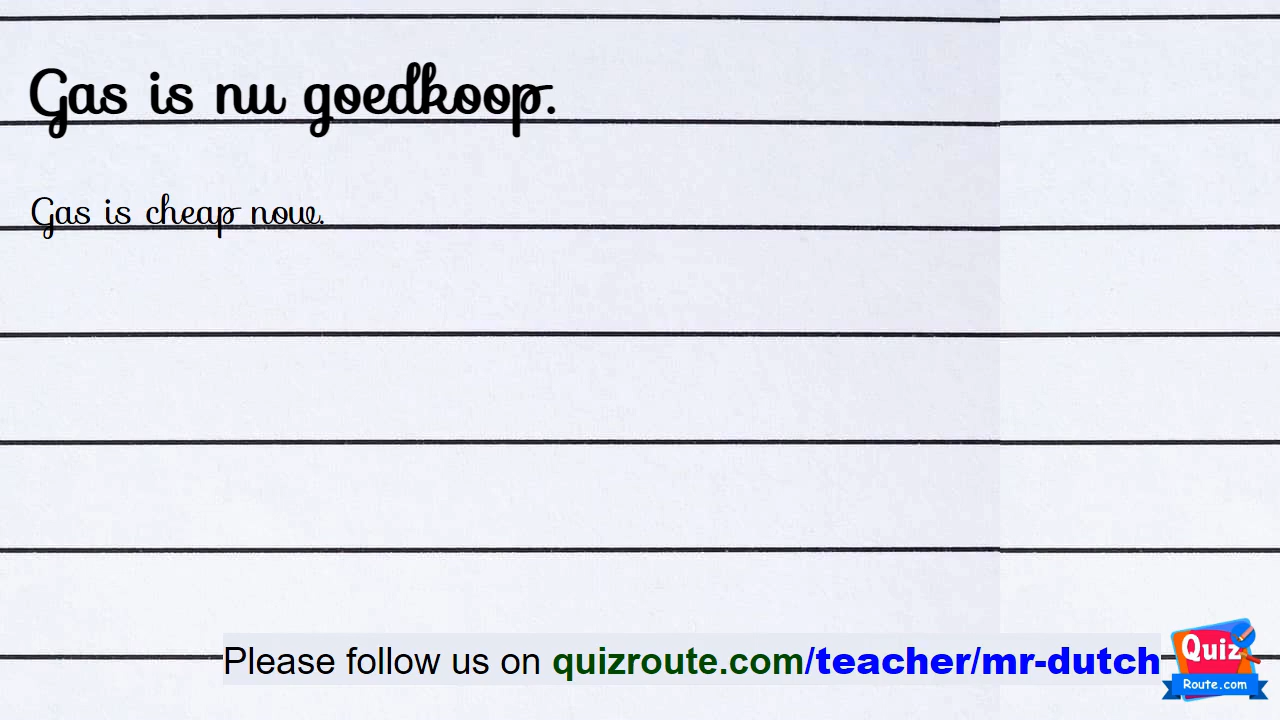 Gas is nu goedkoop.
Gas is cheap now.
Please follow us on quizroute.com/teacher/mr-dutch
Quiz
Route.com